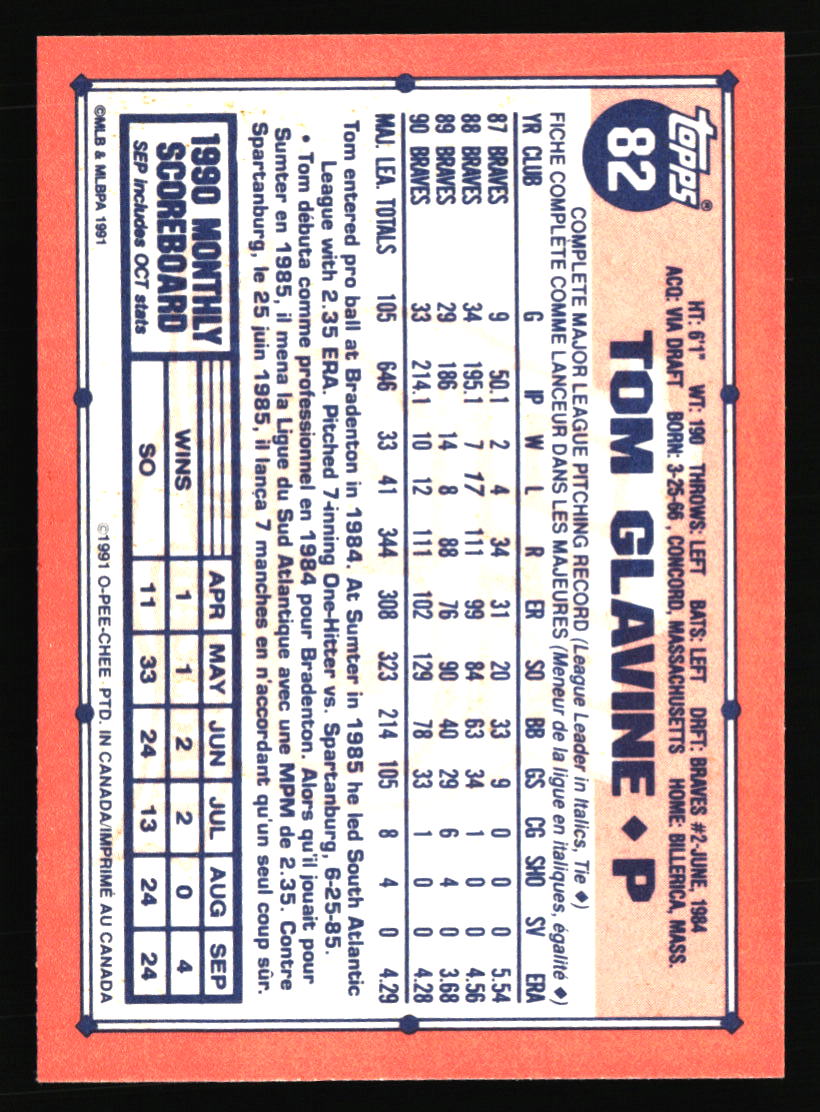 topps®
82
HT: 6'1" WT: 190 THROWS: LEFT BATS: LEFT DRFT: BRAVES #2-JUNE, 1984
ACQ: VIA DRAFT BORN: 3-25-66, CONCORD, MASSACHUSETTS HOME: BILLERICA, MASS.
TOM GLAVINE ♦ P
COMPLETE MAJOR LEAGUE PITCHING RECORD (League Leader in Italics, Tie ♦)
FICHE COMPLÈTE COMME LANCEUR DANS LES MAJEURES (Meneur de la ligue en italiques, égalité ♦)
YR CLUB G IP W L R ER SO BB GS CG SHO SV ERA
87 BRAVES 9 50.1 2 4 34 31 20 33 9 0 0 0 5.54
88 BRAVES 34 195.1 7 17 111 99 84 63 34 1 0 0 4.56
89 BRAVES 29 186 14 8 88 76 90 40 29 6 4 0 3.68
90 BRAVES 33 214.1 10 12 111 102 129 78 33 1 0 0 4.28
MAJ. LEA. TOTALS 105 646 33 41 344 308 323 214 105 8 4 0 4.29
Tom entered pro ball at Bradenton in 1984. At Sumter in 1985 he led South Atlantic
League with 2.35 ERA. Pitched 7-inning One-Hitter vs. Spartanburg, 6-25-85.
• Tom débuta comme professionnel en 1984 pour Bradenton. Alors qu'il jouait pour
Sumter en 1985, il mena la Ligue du Sud Atlantique avec une MPM de 2.35. Contre
Spartanburg, le 25 juin 1985, il lança 7 manches en n'accordant qu'un seul coup sûr.
1990 MONTHLY
SCOREBOARD
SEP includes OCT stats
APR MAY JUN JUL AUG SEP
WINS 1 1 2 2 0 4
SO 11 33 24 13 24 24
©MLB & MLBPA 1991 ©1991 O-PEE-CHEE PTD. IN CANADA/IMPRIMÉ AU CANADA